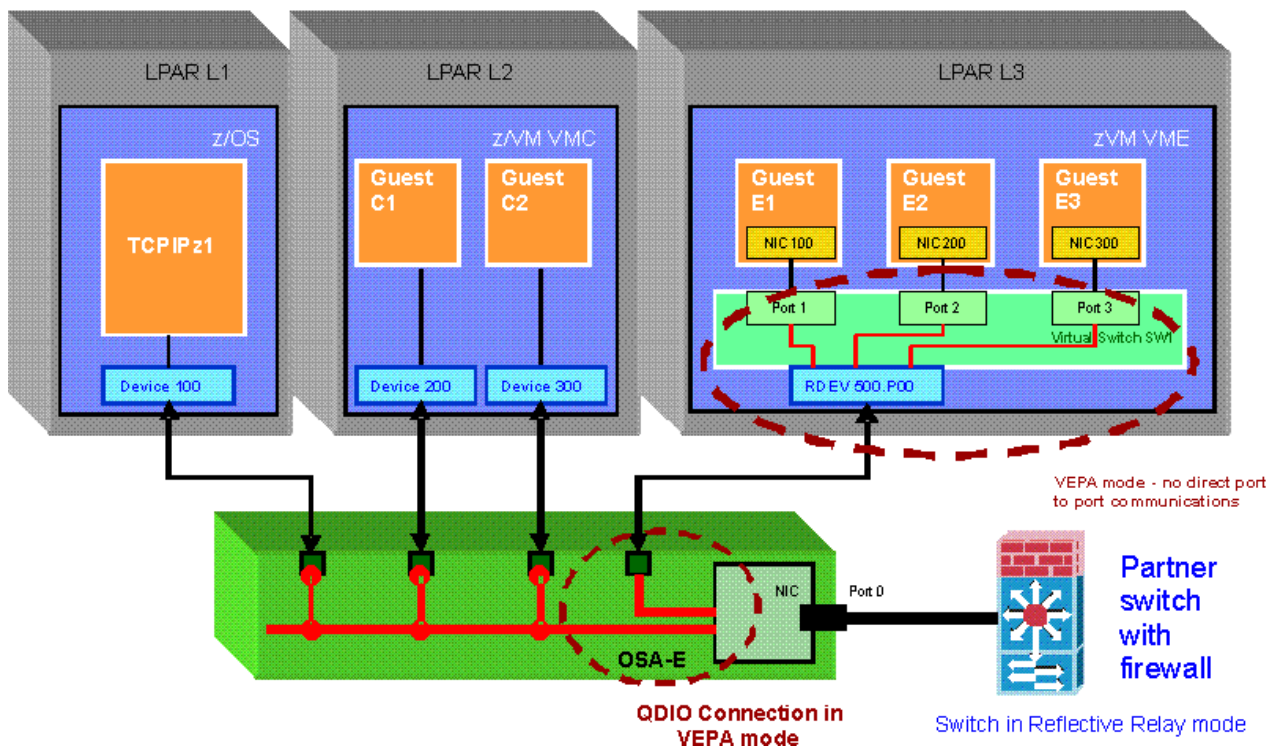 LPAR L1
LPAR L2
LPAR L3
z/OS
z/VM VMC
zVM VME
TCPIPz1
Guest
C1
Guest
C2
Guest
E1
Guest
E2
Guest
E3
NIC100
NIC200
NIC300
Port 1
Port 2
Port 3
Virtual Switch SW1
Device 100
Device 200
Device 300
RDEV 500.P00
VEPA mode - no direct port
to port communications
NIC
Port 0
OSA-E
QDIO Connection in
VEPA mode
Partner
switch
with
firewall
Switch in Reflective Relay mode